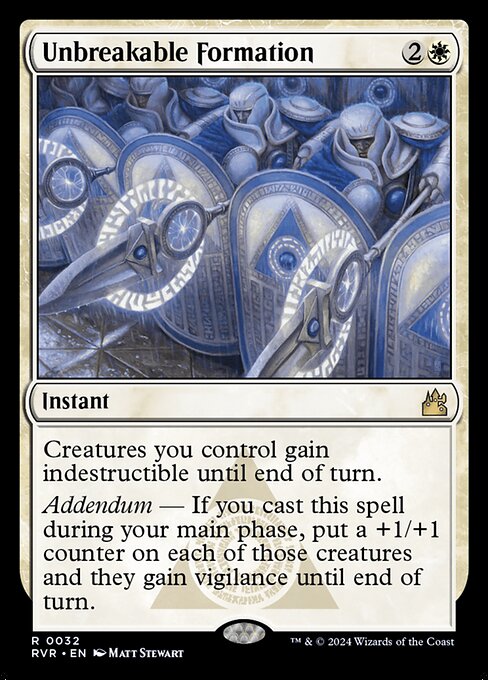 Unbreakable Formation 2
Instant
Creatures you control gain
indestructible until end of turn.
Addendum — If you cast this spell
during your main phase, put a +1/+1
counter on each of those creatures
and they gain vigilance until end of
turn.
R 0032
RVR • EN Matt Stewart
™ & © 2024 Wizards of the Coast